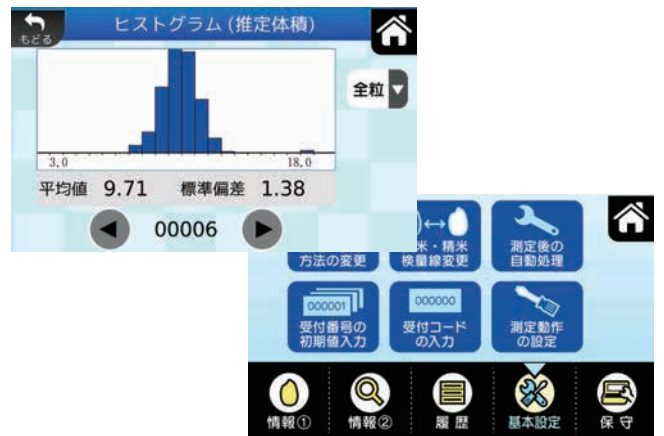 もどる
ヒストグラム (推定体積)
全粒
3.0
18.0
平均値 9.71 標準偏差 1.38
00006
方法の変更
米・精米
検量線変更
測定後の
自動処理
000001
受付番号の
初期値入力
000000
受付コード
の入力
測定動作
の設定
情報①
情報②
履歴
基本設定
保守